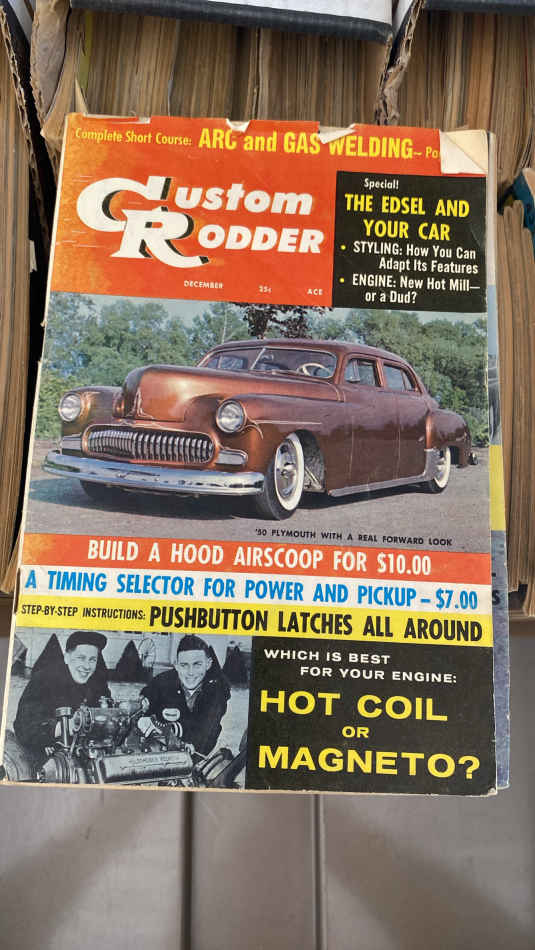 Complete Short Course: ARC and GAS WELDING–
Custom
RODDER
DECEMBER 25¢ ACE
Special!
THE EDSEL AND
YOUR CAR
• STYLING: How You Can
Adapt Its Features
• ENGINE: New Hot Mill—
or a Dud?
'50 PLYMOUTH WITH A REAL FORWARD LOOK
BUILD A HOOD AIRSCOOP FOR $10.00
A TIMING SELECTOR FOR POWER AND PICKUP – $7.00
STEP-BY-STEP INSTRUCTIONS: PUSHBUTTON LATCHES ALL AROUND
WHICH IS BEST
FOR YOUR ENGINE:
HOT COIL
OR
MAGNETO?